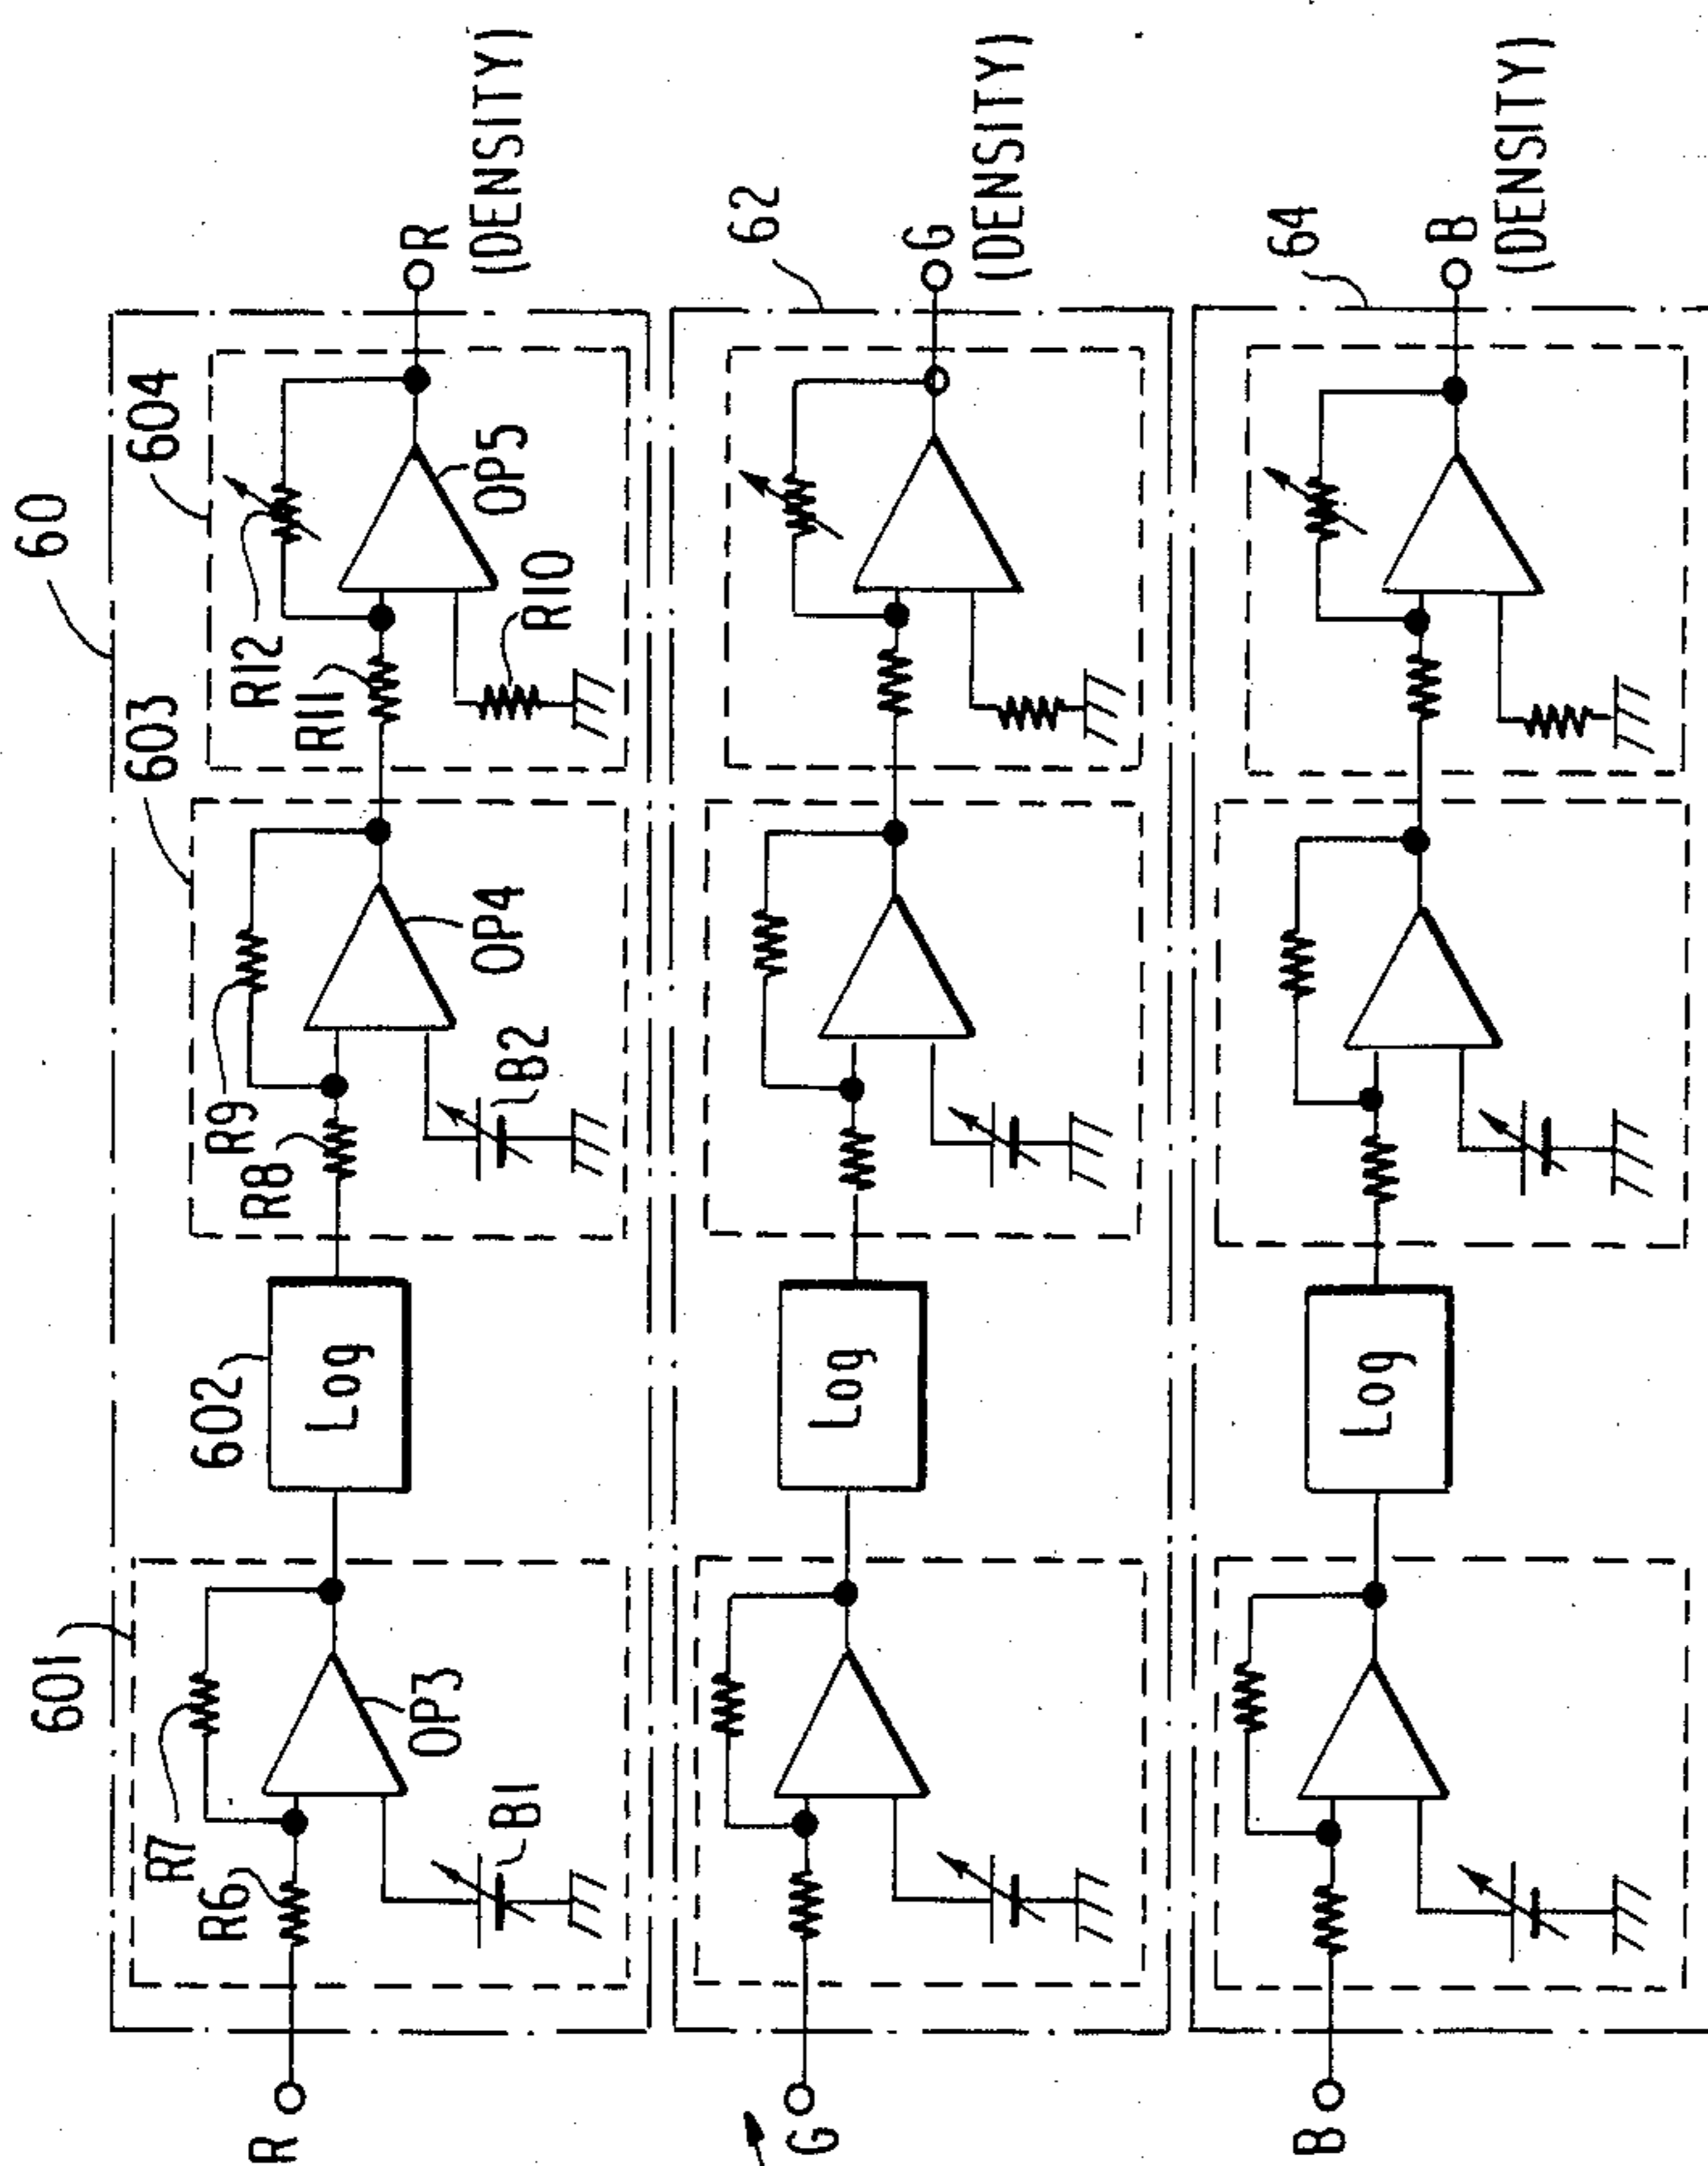 60
601
602
603
604
R
R6
R7
OP3
B1
Log
R8
R9
OP4
B2
R11
R12
OP5
R10
R
(DENSITY)
62
G
Log
G
(DENSITY)
64
B
Log
B
(DENSITY)